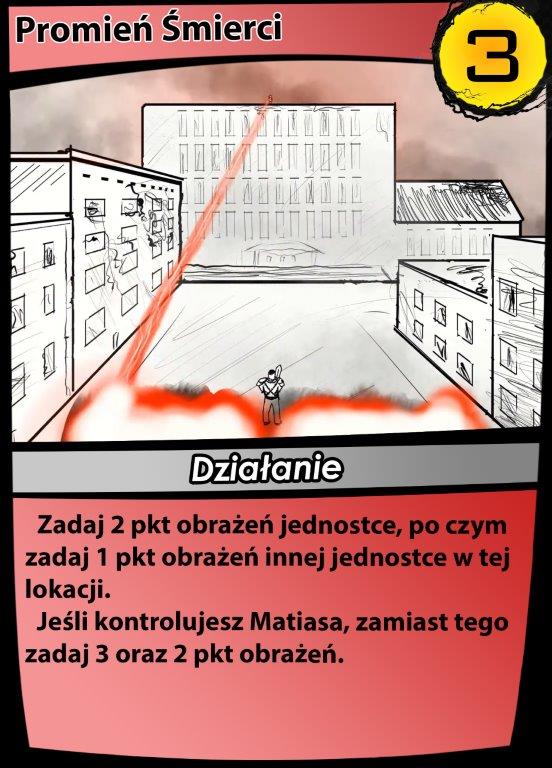 Promień Śmierci
3
Działanie
Zadaj 2 pkt obrażeń jednostce, po czym
zadaj 1 pkt obrażeń innej jednostce w tej
lokacji.
Jeśli kontrolujesz Matiasa, zamiast tego
zadaj 3 oraz 2 pkt obrażeń.